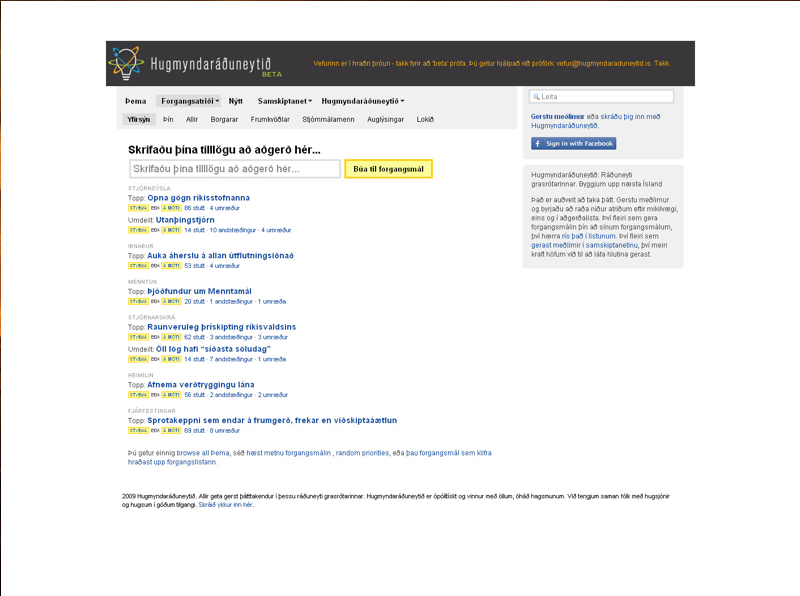 Hugmyndaráðuneytið
BETA
Vefurinn er í hraðri þróun - takk fyrir að 'beta' prófa. Þú getur hjálpað við próförk: vefur@hugmyndaraduneytid.is. Takk.
Þema Forgangsatriði Nýtt Samskiptanet Hugmyndaráðuneytið
Yfirsýn Þín Allir Borgarar Frumkvöðlar Stjórnmálamenn Auglýsingar Lokið
Leita
Gerstu meðlimur eða skráðu þig inn með
Hugmyndaráðuneytið.
Sign in with Facebook
Skrifaðu þína tilllögu að aðgerð hér...
Skrifaðu þína tilllögu að aðgerð hér...
Búa til forgangsmál
STJÓRNSÝSLA
Topp: Opna gögn ríkisstofnanna
STYÐJA EÐA Á MÓTI 86 stutt · 4 umræður
Umdeilt: Utanþingstjórn
STYÐJA EÐA Á MÓTI 14 stutt · 10 andstæðingur · 4 umræður
IÐNAÐUR
Topp: Auka áherslu á allan útflutningsiðnað
STYÐJA EÐA Á MÓTI 53 stutt · 4 umræður
MENNTUN
Topp: Þjóðfundur um Menntamál
STYÐJA EÐA Á MÓTI 20 stutt · 1 andstæðingur · 1 umræða
STJÓRNARSKRÁ
Topp: Raunveruleg þrískipting ríkisvaldsins
STYÐJA EÐA Á MÓTI 62 stutt · 3 andstæðingur · 3 umræður
Umdeilt: Öll lög hafi “síðasta söludag”
STYÐJA EÐA Á MÓTI 14 stutt · 7 andstæðingur · 1 umræða
HEIMILIN
Topp: Afnema verðtryggingu lána
STYÐJA EÐA Á MÓTI 56 stutt · 2 andstæðingur · 2 umræður
FJÁRFESTINGAR
Topp: Sprotakeppni sem endar á frumgerð, frekar en viðskiptaáætlun
STYÐJA EÐA Á MÓTI 69 stutt · 8 umræður
Þú getur einnig browse all Þema, séð hæst metnu forgangsmálin , random priorities, eða þau forgangsmál sem klifra
hraðast upp forgangslistann .
Hugmyndaráðuneytið: Ráðuneyti
grasrótarinnar. Byggjum upp næsta Ísland
Það er auðvelt að taka þátt. Gerstu meðlimur
og byrjaðu að raða niður atriðum eftir mikilvægi,
eins og í aðgerðalista. Því fleiri sem gera
forgangsmálin þín að sínum forgangsmálum,
því hærra rís það í listunum. Því fleiri sem
gerast meðlimir í samskiptanetinu, því meiri
kraft höfum við til að láta hlutina gerast.
2009 Hugmyndaráðuneytið. Allir geta gerst þátttakendur í þessu ráðuneyti grasrótarinnar. Hugmyndaráðuneytið er ópólítískt og vinnur með öllum, óháð hagsmunum. Við tengjum saman fólk með hugsjónir
og hugsum í góðum tilgangi. Skráið ykkur inn hér.